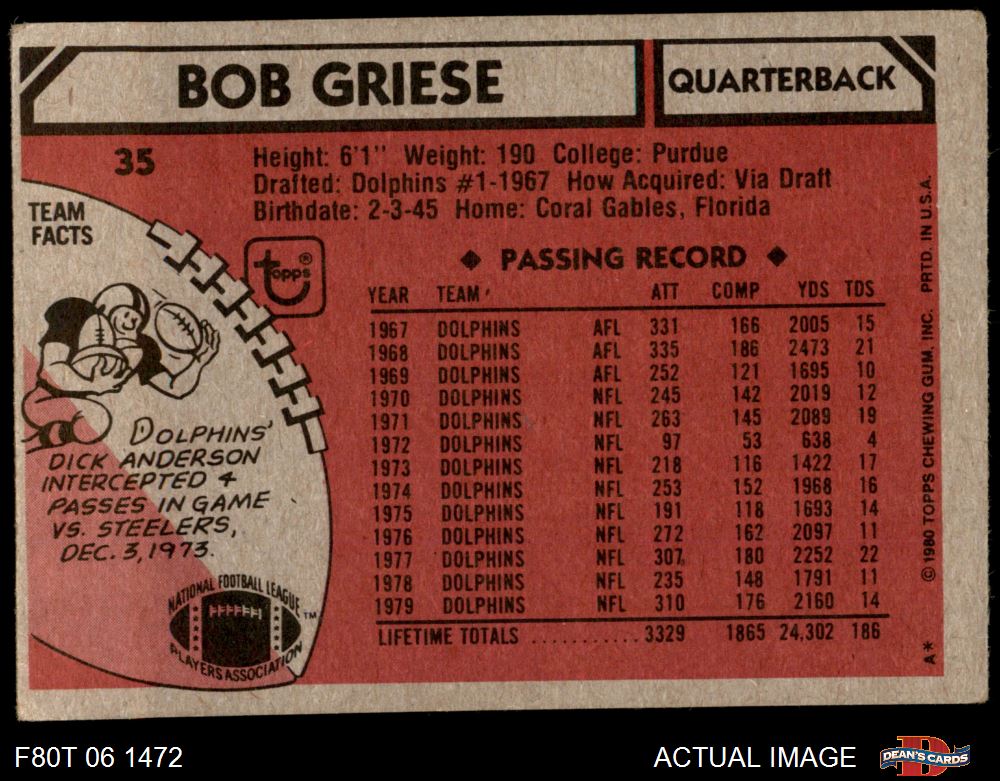 BOB GRIESE
QUARTERBACK
35
Height: 6'1" Weight: 190 College: Purdue
Drafted: Dolphins #1-1967 How Acquired: Via Draft
Birthdate: 2-3-45 Home: Coral Gables, Florida
TEAM
FACTS
topps®
DOLPHINS'
DICK ANDERSON
INTERCEPTED 4
PASSES IN GAME
VS. STEELERS,
DEC. 3, 1973.
NATIONAL FOOTBALL LEAGUE
PLAYERS ASSOCIATION
™
◆ PASSING RECORD ◆
YEAR TEAM ATT COMP YDS TDS
1967 DOLPHINS AFL 331 166 2005 15
1968 DOLPHINS AFL 335 186 2473 21
1969 DOLPHINS AFL 252 121 1695 10
1970 DOLPHINS NFL 245 142 2019 12
1971 DOLPHINS NFL 263 145 2089 19
1972 DOLPHINS NFL 97 53 638 4
1973 DOLPHINS NFL 218 116 1422 17
1974 DOLPHINS NFL 253 152 1968 16
1975 DOLPHINS NFL 191 118 1693 14
1976 DOLPHINS NFL 272 162 2097 11
1977 DOLPHINS NFL 307 180 2252 22
1978 DOLPHINS NFL 235 148 1791 11
1979 DOLPHINS NFL 310 176 2160 14
LIFETIME TOTALS ........... 3329 1865 24,302 186
A* © 1980 TOPPS CHEWING GUM, INC. PRTD. IN U.S.A.
F80T 06 1472
ACTUAL IMAGE
D
DEAN'S CARDS